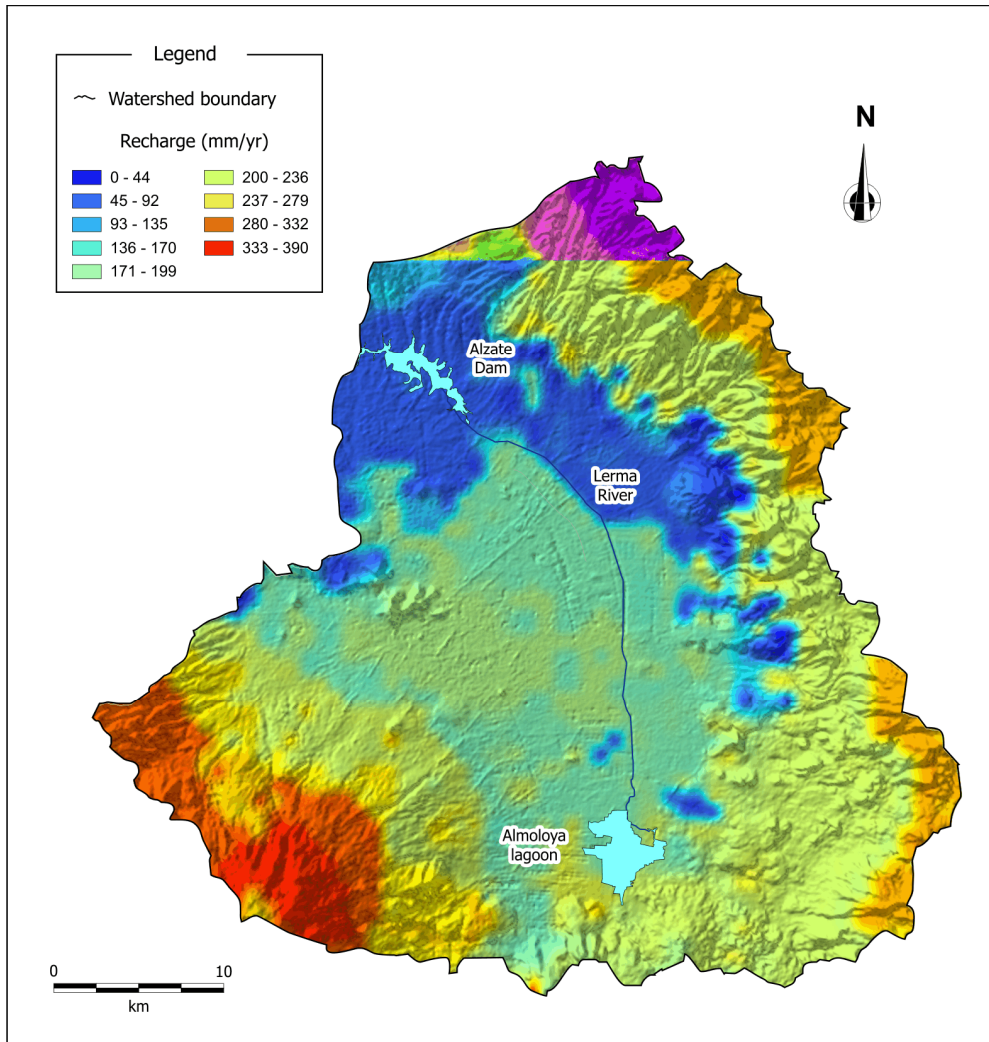 Legend
Watershed boundary
Recharge (mm/yr)
0 - 44
45 - 92
93 - 135
136 - 170
171 - 199
200 - 236
237 - 279
280 - 332
333 - 390
N
Alzate
Dam
Lerma
River
Almoloya
lagoon
0 10
km